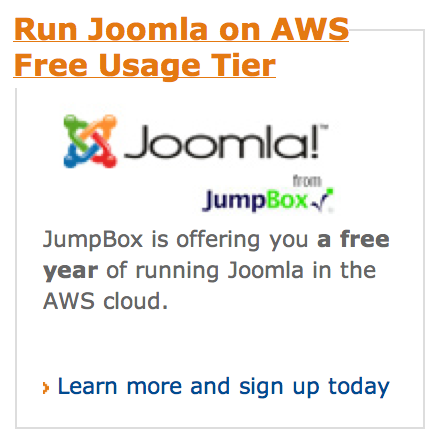 Run Joomla on AWS
Free Usage Tier
Joomla!™
from
JumpBox
JumpBox is offering you a free
year of running Joomla in the
AWS cloud.
Learn more and sign up today